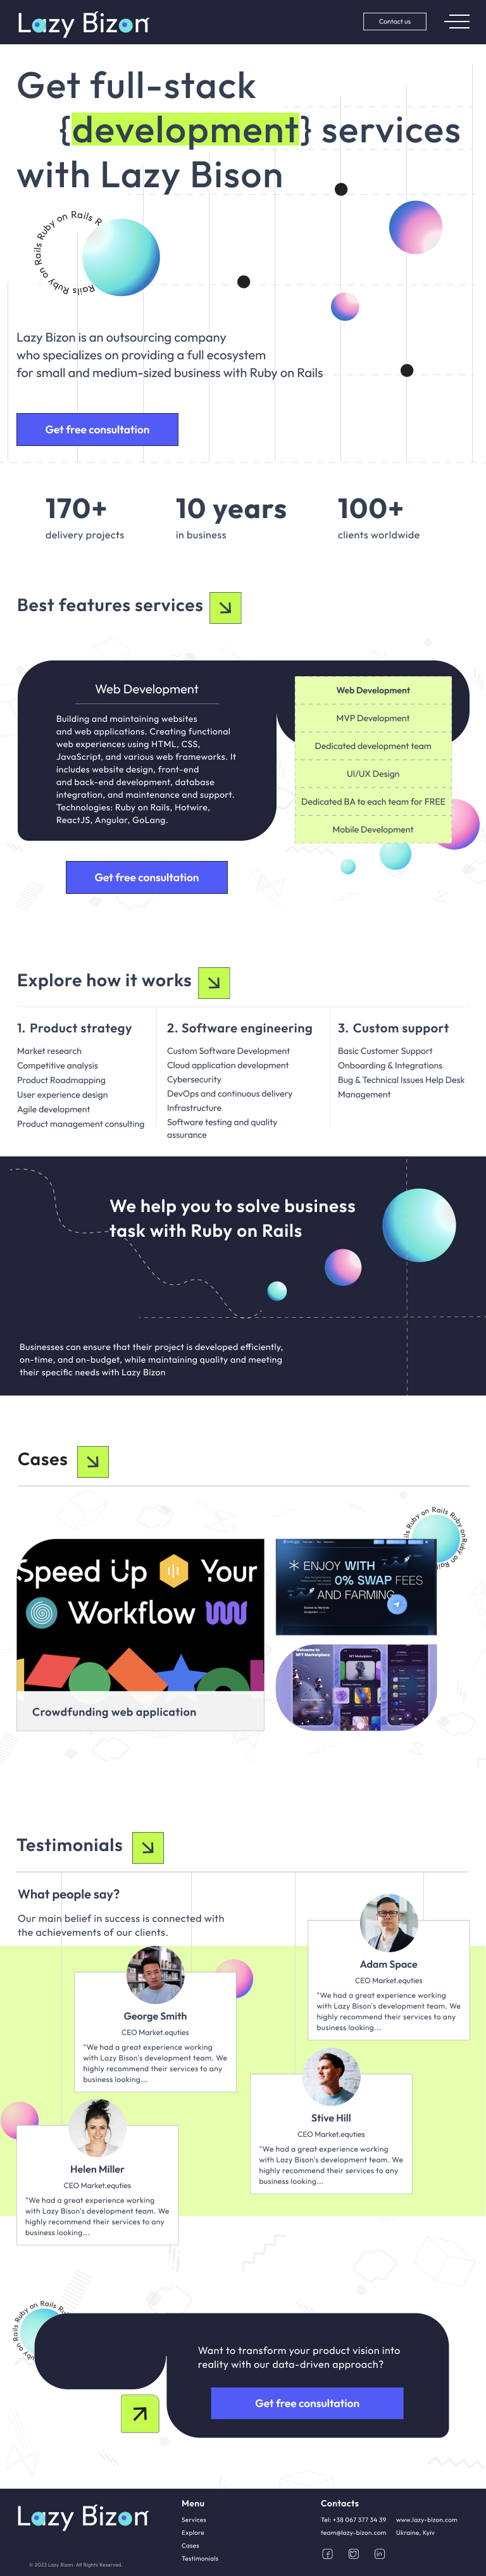 Lazy Bizon
Contact us
Get full-stack
{development} services
with Lazy Bison
Ruby on Rails Ruby on Rails R
Lazy Bizon is an outsourcing company
who specializes on providing a full ecosystem
for small and medium-sized business with Ruby on Rails
Get free consultation
170+
delivery projects
10 years
in business
100+
clients worldwide
Best features services
Web Development
Building and maintaining websites
and web applications. Creating functional
web experiences using HTML, CSS,
JavaScript, and various web frameworks. It
includes website design, front-end
and back-end development, database
integration, and maintenance and support.
Technologies: Ruby on Rails, Hotwire,
ReactJS, Angular, GoLang.
Web Development
MVP Development
Dedicated development team
UI/UX Design
Dedicated BA to each team for FREE
Mobile Development
Get free consultation
Explore how it works
1. Product strategy
Market research
Competitive analysis
Product Roadmapping
User experience design
Agile development
Product management consulting
2. Software engineering
Custom Software Development
Cloud application development
Cybersecurity
DevOps and continuous delivery
Infrastructure
Software testing and quality
assurance
3. Custom support
Basic Customer Support
Onboarding & Integrations
Bug & Technical Issues Help Desk
Management
We help you to solve business
task with Ruby on Rails
Businesses can ensure that their project is developed efficiently,
on-time, and on-budget, while maintaining quality and meeting
their specific needs with Lazy Bizon
Cases
Speed Up Your
Workflow
Crowdfunding web application
ails Ruby on Rails Ruby on Ruby on Rails
ENJOY WITH
0% SWAP FEES
AND FARMING
Welcome to
NFT Marketplace
Testimonials
What people say?
Our main belief in success is connected with
the achievements of our clients.
Adam Space
CEO Market.equties
"We had a great experience working
with Lazy Bison's development team. We
highly recommend their services to any
business looking...
George Smith
CEO Market.equties
"We had a great experience working
with Lazy Bison's development team. We
highly recommend their services to any
business looking...
Stive Hill
CEO Market.equties
"We had a great experience working
with Lazy Bison's development team. We
highly recommend their services to any
business looking...
Helen Miller
CEO Market.equties
"We had a great experience working
with Lazy Bison's development team. We
highly recommend their services to any
business looking...
uby on Rails Ruby on Rails Ru
Want to transform your product vision into
reality with our data-driven approach?
Get free consultation
Lazy Bizon
© 2023 Lazy Bizon. All Rights Reserved.
Menu
Services
Explore
Cases
Testimonials
Contacts
Tel: +38 067 377 34 39
www.lazy-bizon.com
team@lazy-bizon.com
Ukraine, Kyiv